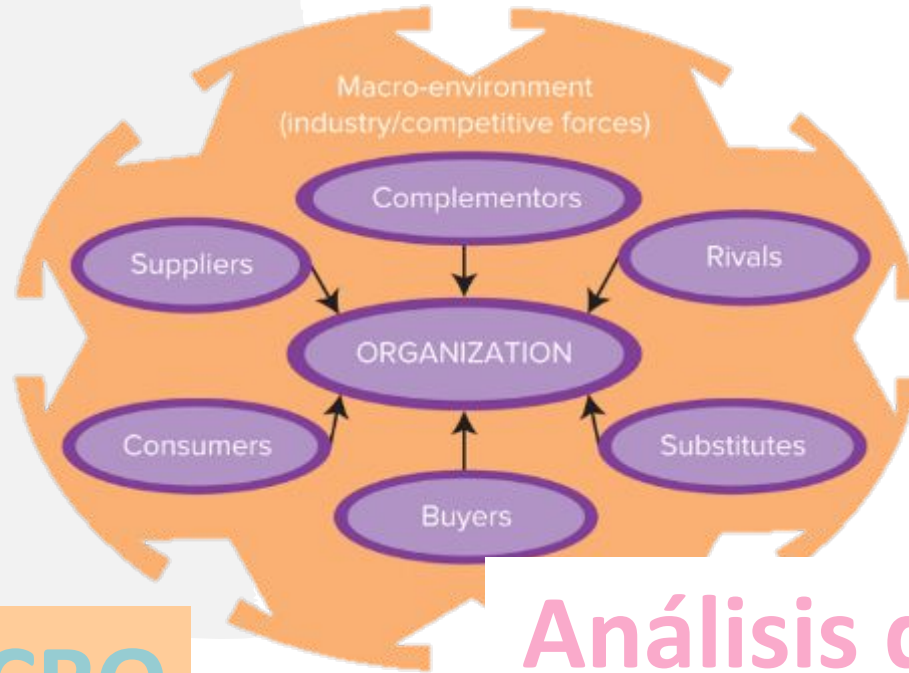 Macro-environment
(industry/competitive forces)
Complementors
Suppliers
Rivals
ORGANIZATION
Consumers
Substitutes
Buyers
Análisis